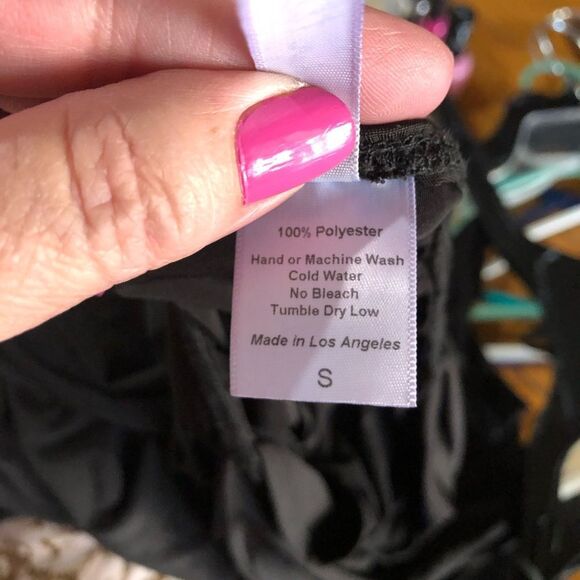 100% Polyester
Hand or Machine Wash
Cold Water
No Bleach
Tumble Dry Low
Made in Los Angeles
S